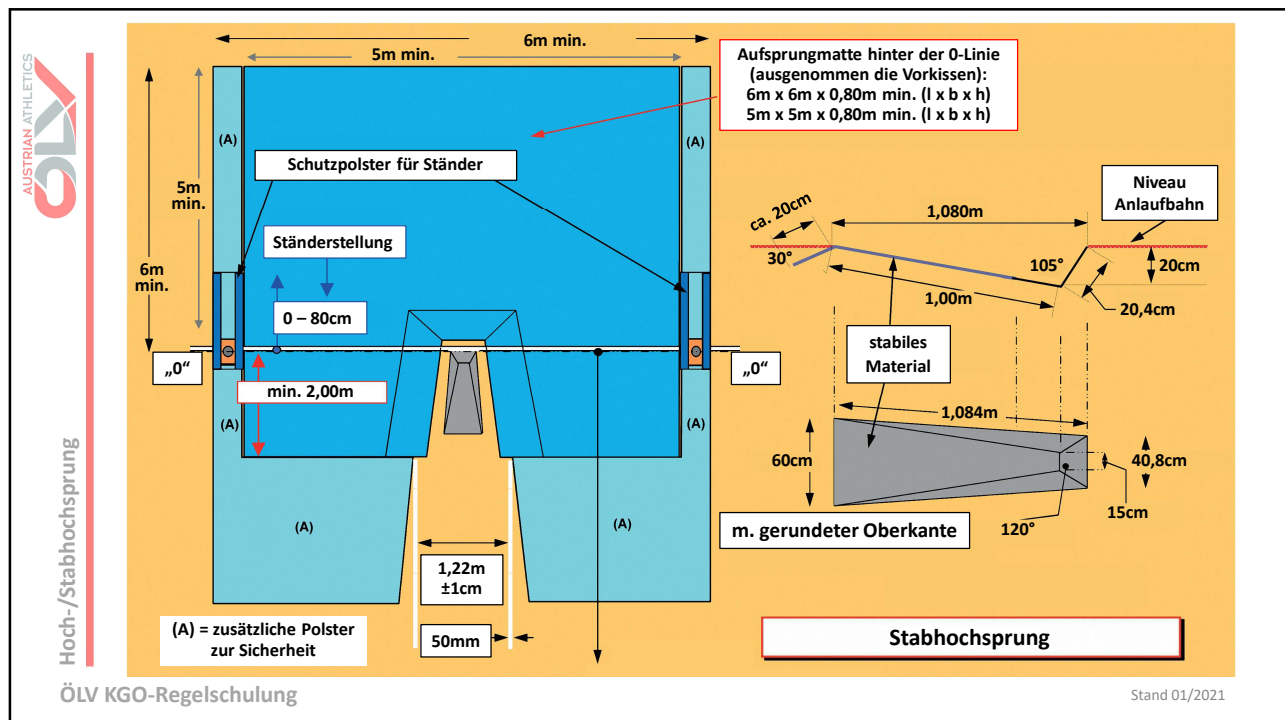 AUSTRIAN ATHLETICS
ÖLV
Hoch-/Stabhochsprung
6m min.
5m min.
Aufsprungmatte hinter der 0-Linie
(ausgenommen die Vorkissen):
6m x 6m x 0,80m min. (l x b x h)
5m x 5m x 0,80m min. (l x b x h)
(A)
(A)
Schutzpolster für Ständer
5m
min.
6m
min.
Ständerstellung
0 – 80cm
„0“
„0“
min. 2,00m
(A)
(A)
(A)
(A)
1,22m
±1cm
50mm
(A) = zusätzliche Polster
zur Sicherheit
Niveau
Anlaufbahn
ca. 20cm
1,080m
30°
105°
20cm
1,00m
20,4cm
stabiles
Material
1,084m
60cm
40,8cm
15cm
120°
m. gerundeter Oberkante
Stabhochsprung
ÖLV KGO-Regelschulung
Stand 01/2021